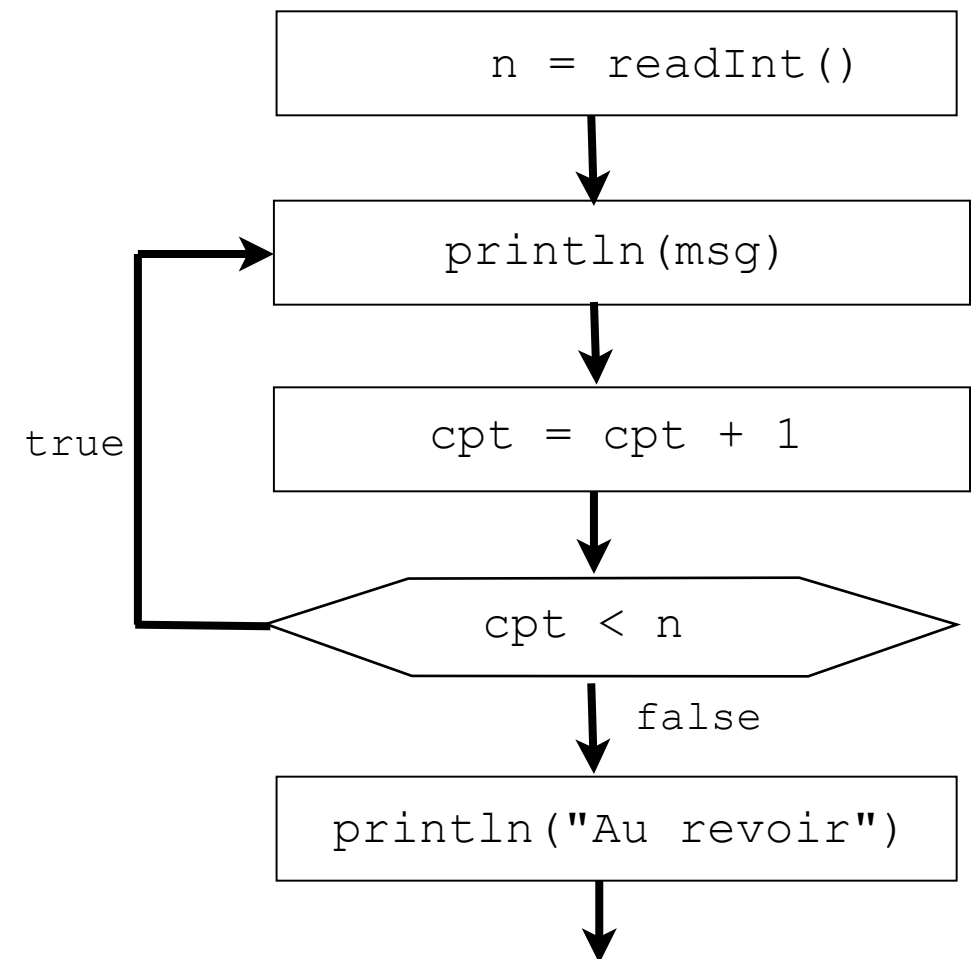 n = readInt()
println(msg)
cpt = cpt + 1
true
cpt < n
false
println("Au revoir")